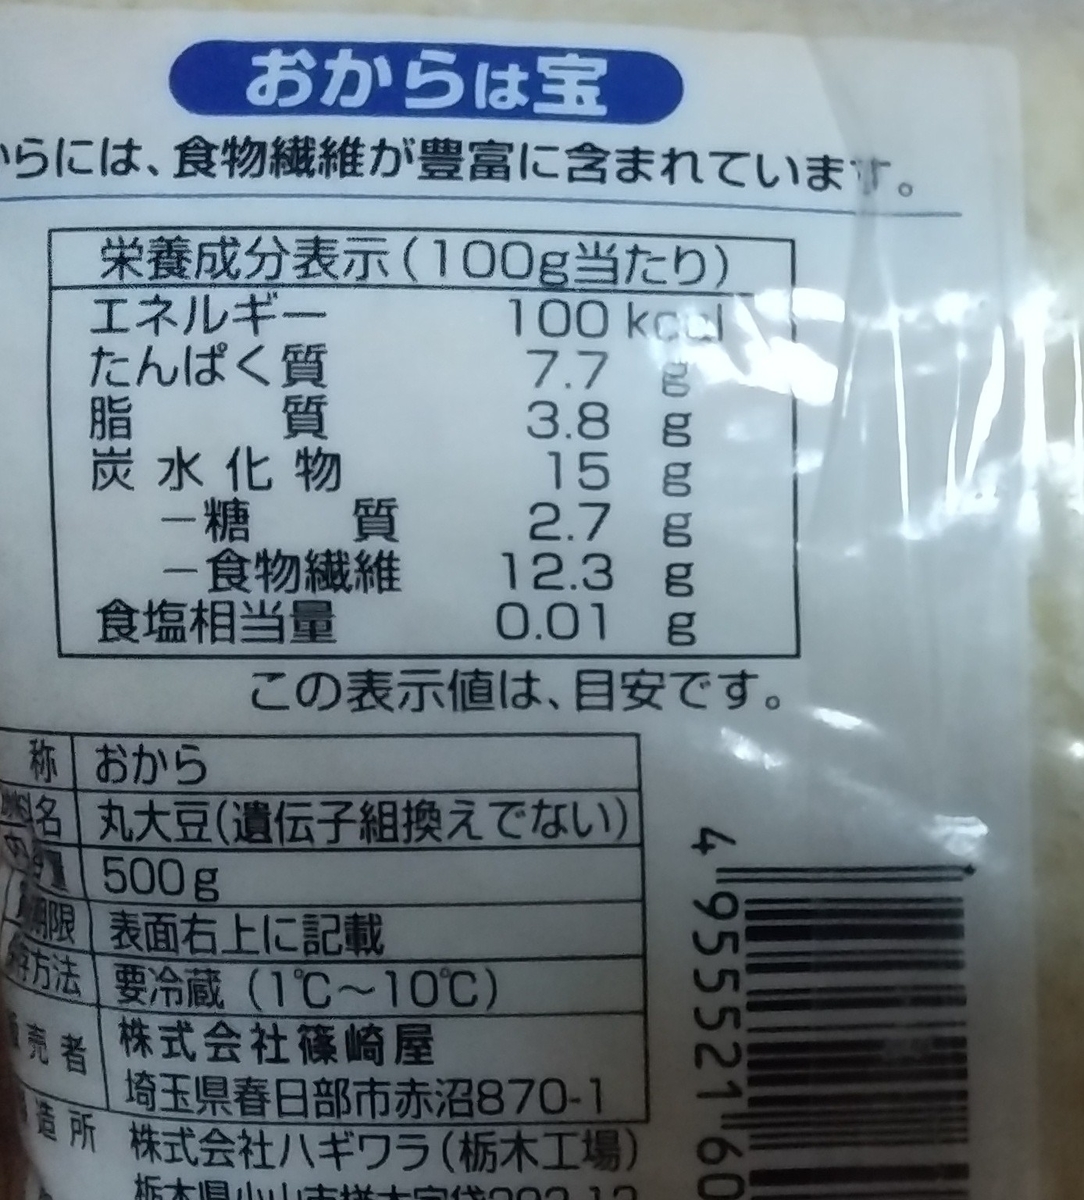 おからは宝
らには、食物繊維が豊富に含まれています。
栄養成分表示(100g当たり)
エネルギー 100 kcal
たんぱく質 7.7 g
脂質 3.8 g
炭水化物 15 g
－糖質 2.7 g
－食物繊維 12.3 g
食塩相当量 0.01 g
この表示値は、目安です。
称 おから
名 丸大豆(遺伝子組換えでない)
量 500g
期限 表面右上に記載
方法 要冷蔵 (1℃～10℃)
売者 株式会社篠崎屋
埼玉県春日部市赤沼870-1
造所 株式会社ハギワラ(栃木工場)
栃木県小山市
4 955521 60